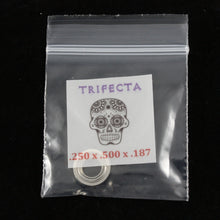 TRIFECTA
.250 x .500 x .187